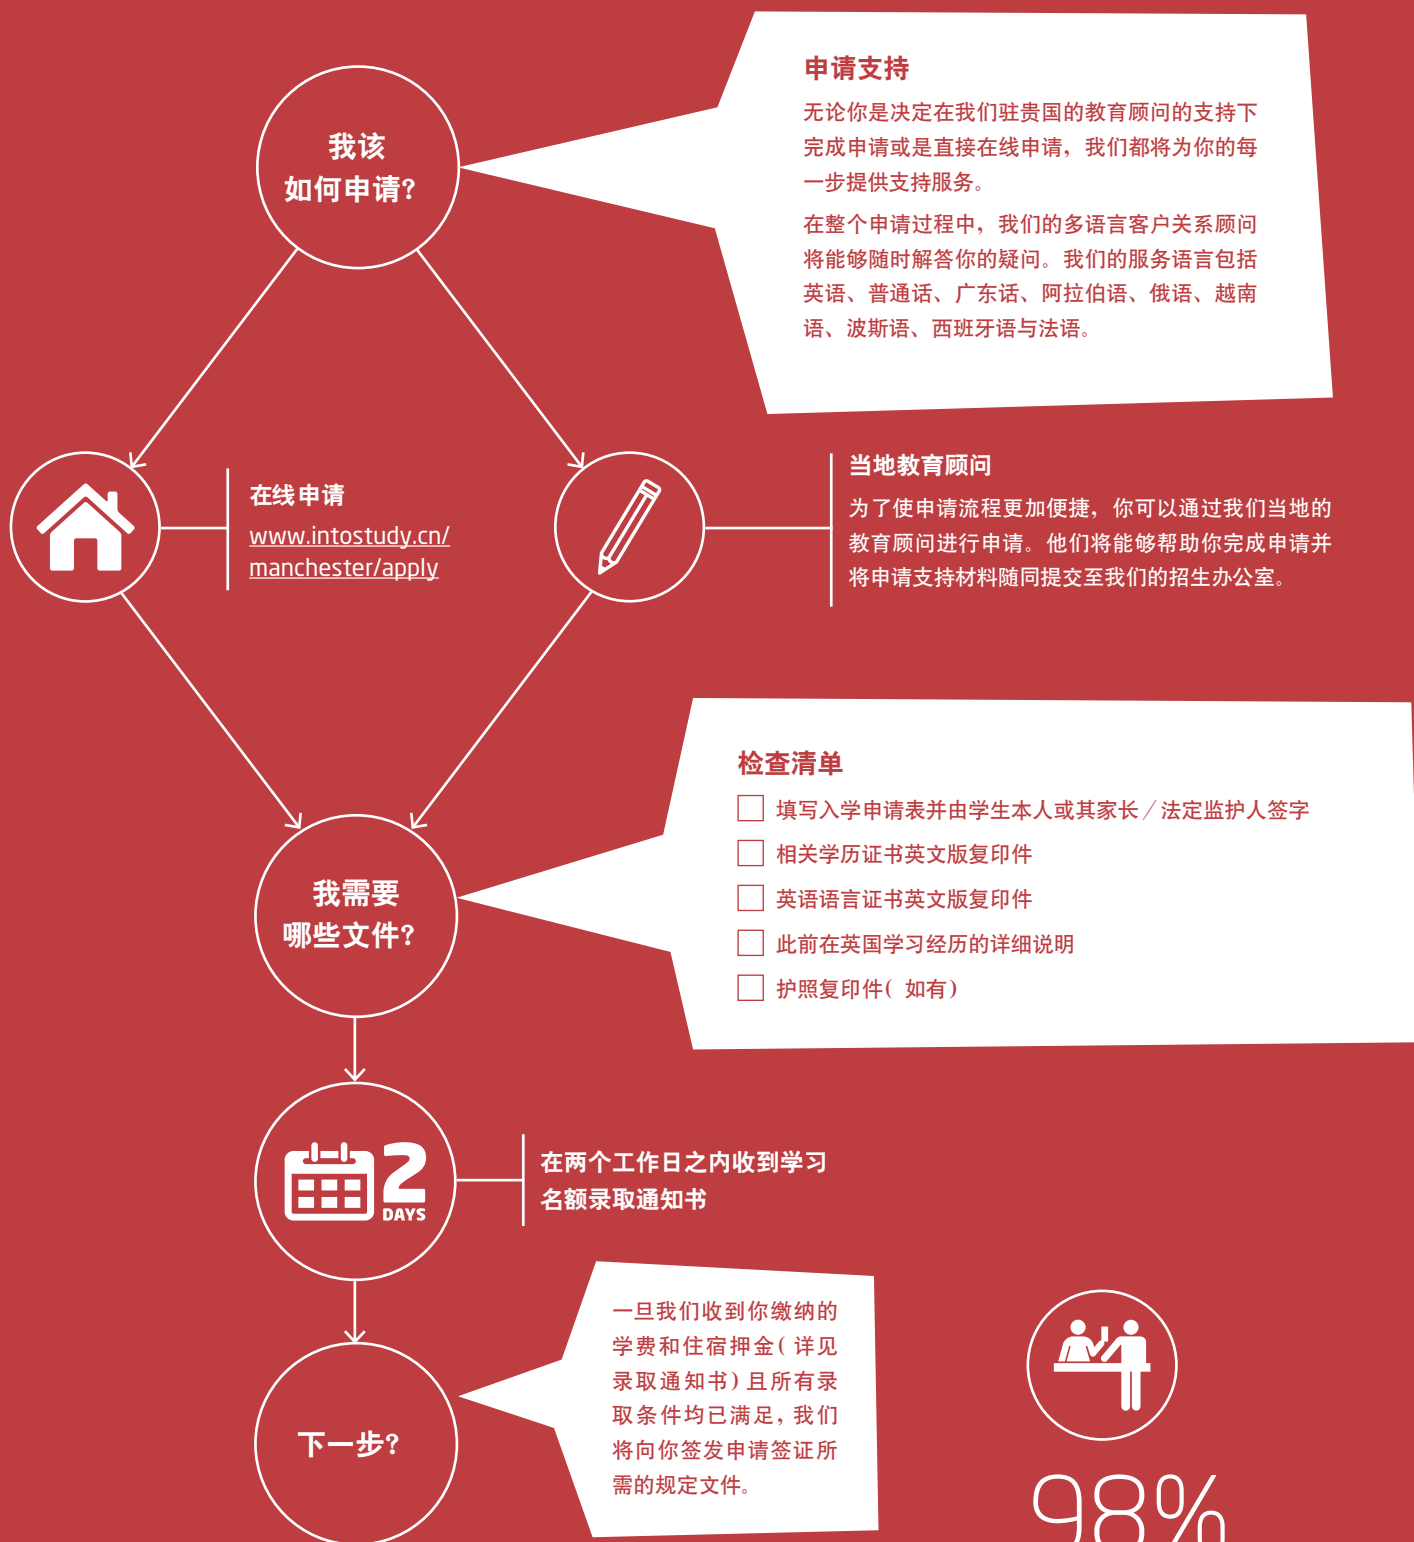 我该
如何申请?
申请支持
无论你是决定在我们驻贵国的教育顾问的支持下
完成申请或是直接在线申请，我们都将为你的每
一步提供支持服务。
在整个申请过程中，我们的多语言客户关系顾问
将能够随时解答你的疑问。我们的服务语言包括
英语、普通话、广东话、阿拉伯语、俄语、越南
语、波斯语、西班牙语与法语。
在线申请
www.intostudy.cn/
manchester/apply
当地教育顾问
为了使申请流程更加便捷，你可以通过我们当地的
教育顾问进行申请。他们将能够帮助你完成申请并
将申请支持材料随同提交至我们的招生办公室。
我需要
哪些文件?
检查清单
填写入学申请表并由学生本人或其家长/法定监护人签字
相关学历证书英文版复印件
英语语言证书英文版复印件
此前在英国学习经历的详细说明
护照复印件( 如有)
2
DAYS
在两个工作日之内收到学习
名额录取通知书
下一步?
一旦我们收到你缴纳的
学费和住宿押金( 详见
录取通知书) 且所有录
取条件均已满足，我们
将向你签发申请签证所
需的规定文件。
98%